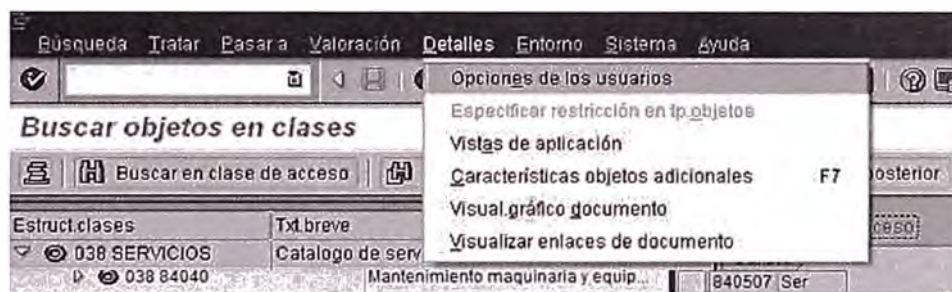 Búsqueda Tratar Pasar a Valoración Detalles Entorno Sistema Ayuda
Opciones de los usuarios
Especificar restricción en tp.objetos
Buscar objetos en clases
Vistas de aplicación
Buscar en clase de acceso
Características objetos adicionales F7
posterior
Visual.gráfico documento
Estruct.clases Txt.breve
ceso
Visualizar enlaces de documento
038 SERVICIOS Catalogo de serv
038 84040 Mantenimiento maquinaria y equip... 840507 Ser